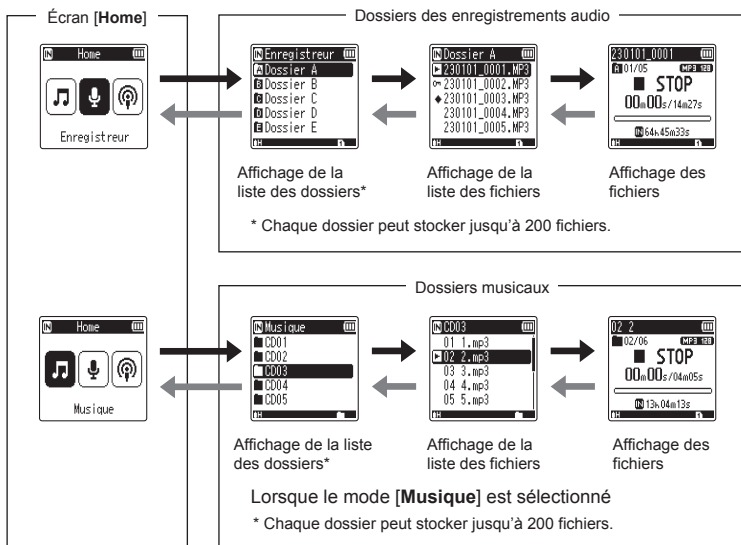 Écran [Home]
Home
Enregistreur
Dossiers des enregistrements audio
Enregistreur
Dossier A
Dossier B
Dossier C
Dossier D
Dossier E
Affichage de la
liste des dossiers*
Dossier A
230101_0001.MP3
230101_0002.MP3
230101_0003.MP3
230101_0004.MP3
230101_0005.MP3
Affichage de la
liste des fichiers
230101_0001
01/05 MP3 128
STOP
00m00s/14m27s
64h45m33s
Affichage des
fichiers
* Chaque dossier peut stocker jusqu'à 200 fichiers.
Home
Musique
Dossiers musicaux
Musique
CD01
CD02
CD03
CD04
CD05
Affichage de la liste
des dossiers*
CD03
01 1.mp3
02 2.mp3
03 3.mp3
04 4.mp3
05 5.mp3
Affichage de la
liste des fichiers
02 2
02/06 MP3 128
STOP
00m00s/04m05s
13h04m13s
Affichage des
fichiers
Lorsque le mode [Musique] est sélectionné
* Chaque dossier peut stocker jusqu'à 200 fichiers.